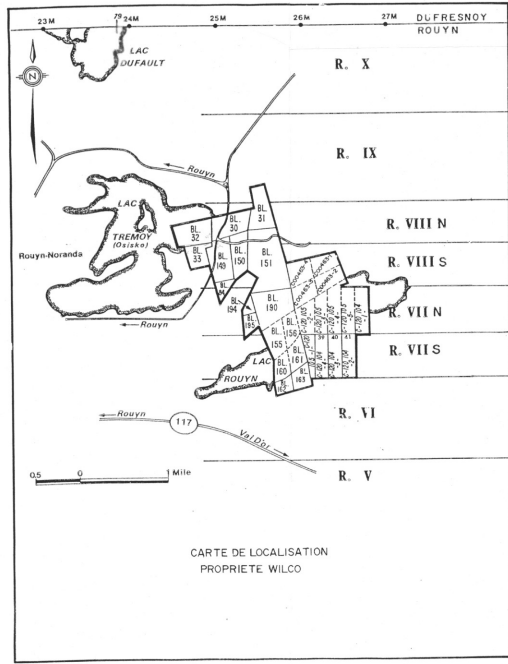 23M 79 24M 25M 26M 27M DUFRESNOY
ROUYN
LAC
DUFAULT
N
R. X
Rouyn
R. IX
LAC
TREMOY
(Osisko)
Rouyn-Noranda
BL.
31
BL.
30
BL.
32
BL.
33
BL.
149
BL.
150
BL.
151
R. VIII N
R. VIII S
BL.
194
BL.
190
BL.
195
BL.
156
BL.
155
BL.
161
BL.
160
BL.
163
39 40 41
R. VII N
R. VII S
Rouyn
LAC
ROUYN
R. VI
Rouyn
117
Val D'or
R. V
0.5 0 1 Mile
CARTE DE LOCALISATION
PROPRIETE WILCO